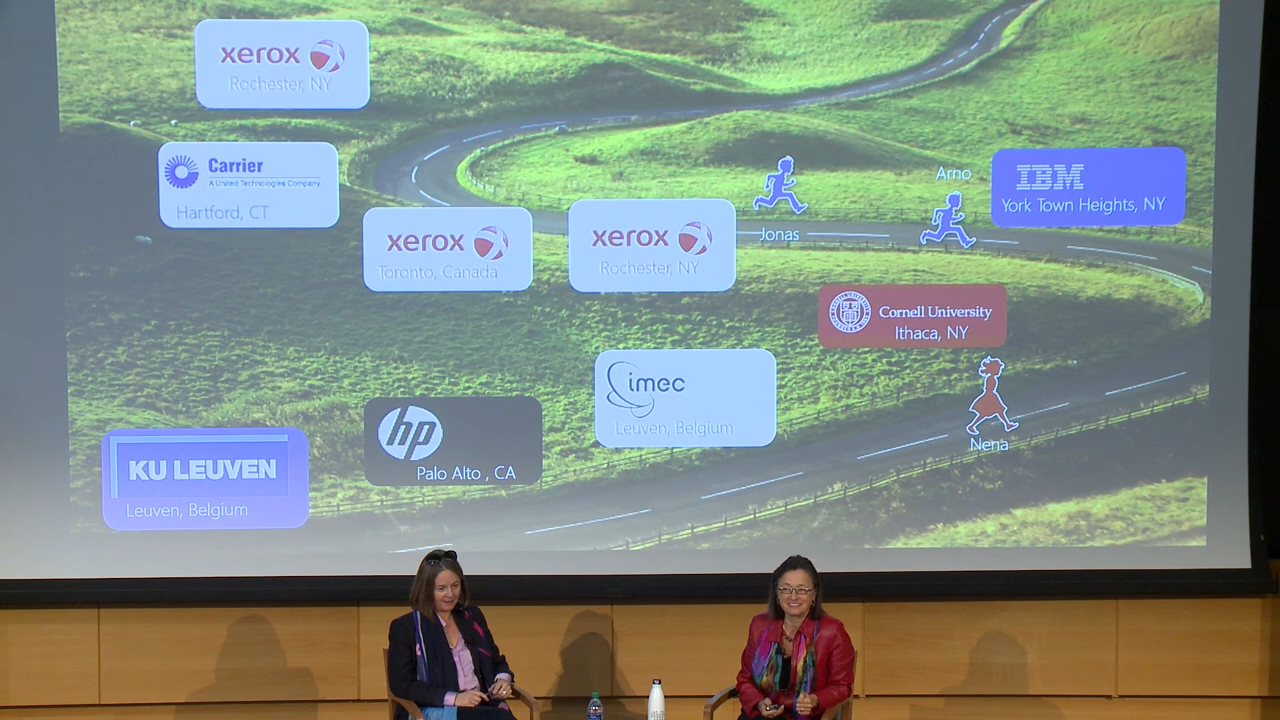 xerox
Rochester, NY
Carrier
A United Technologies Company
Hartford, CT
xerox
Toronto, Canada
xerox
Rochester, NY
Jonas
Arno
IBM
York Town Heights, NY
Cornell University
Ithaca, NY
imec
Leuven, Belgium
hp
Palo Alto , CA
KU LEUVEN
Leuven, Belgium
Nena